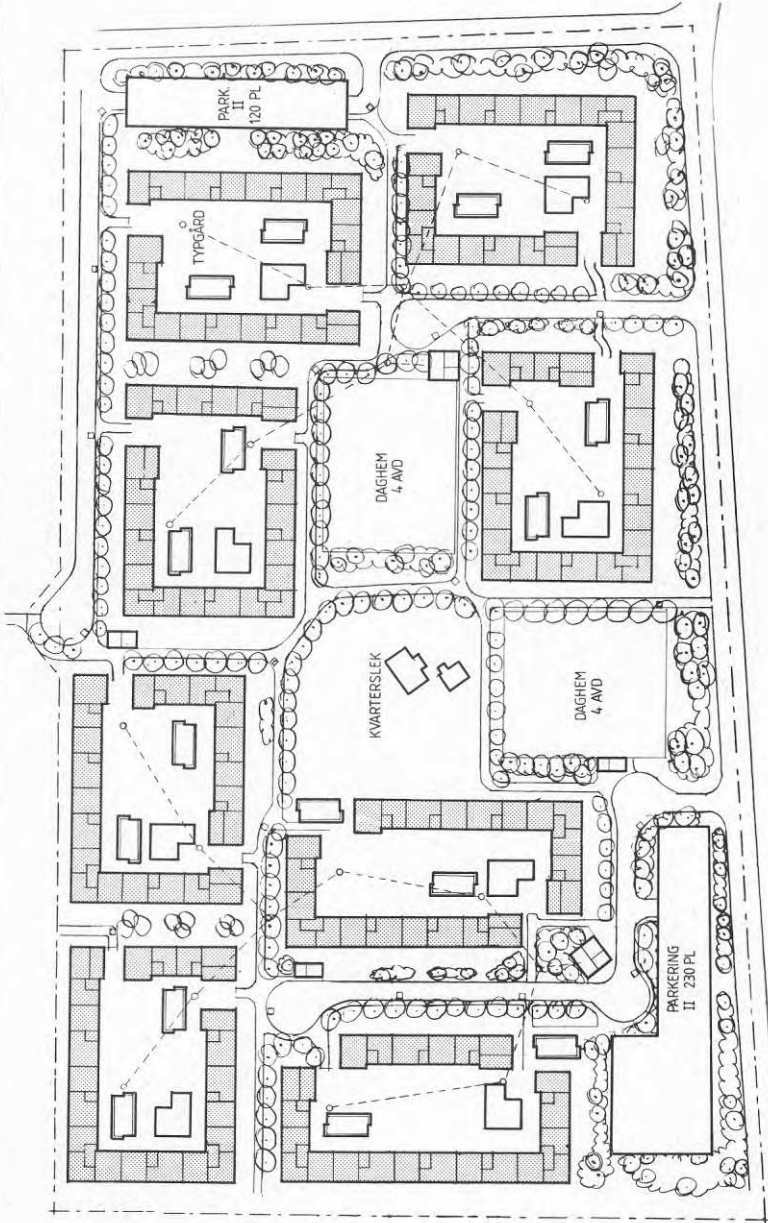 PARK.
II
120 PL
TYPGÅRD
DAGHEM
4 AVD
KVARTERSLEK
DAGHEM
4 AVD
PARKERING
II 230 PL